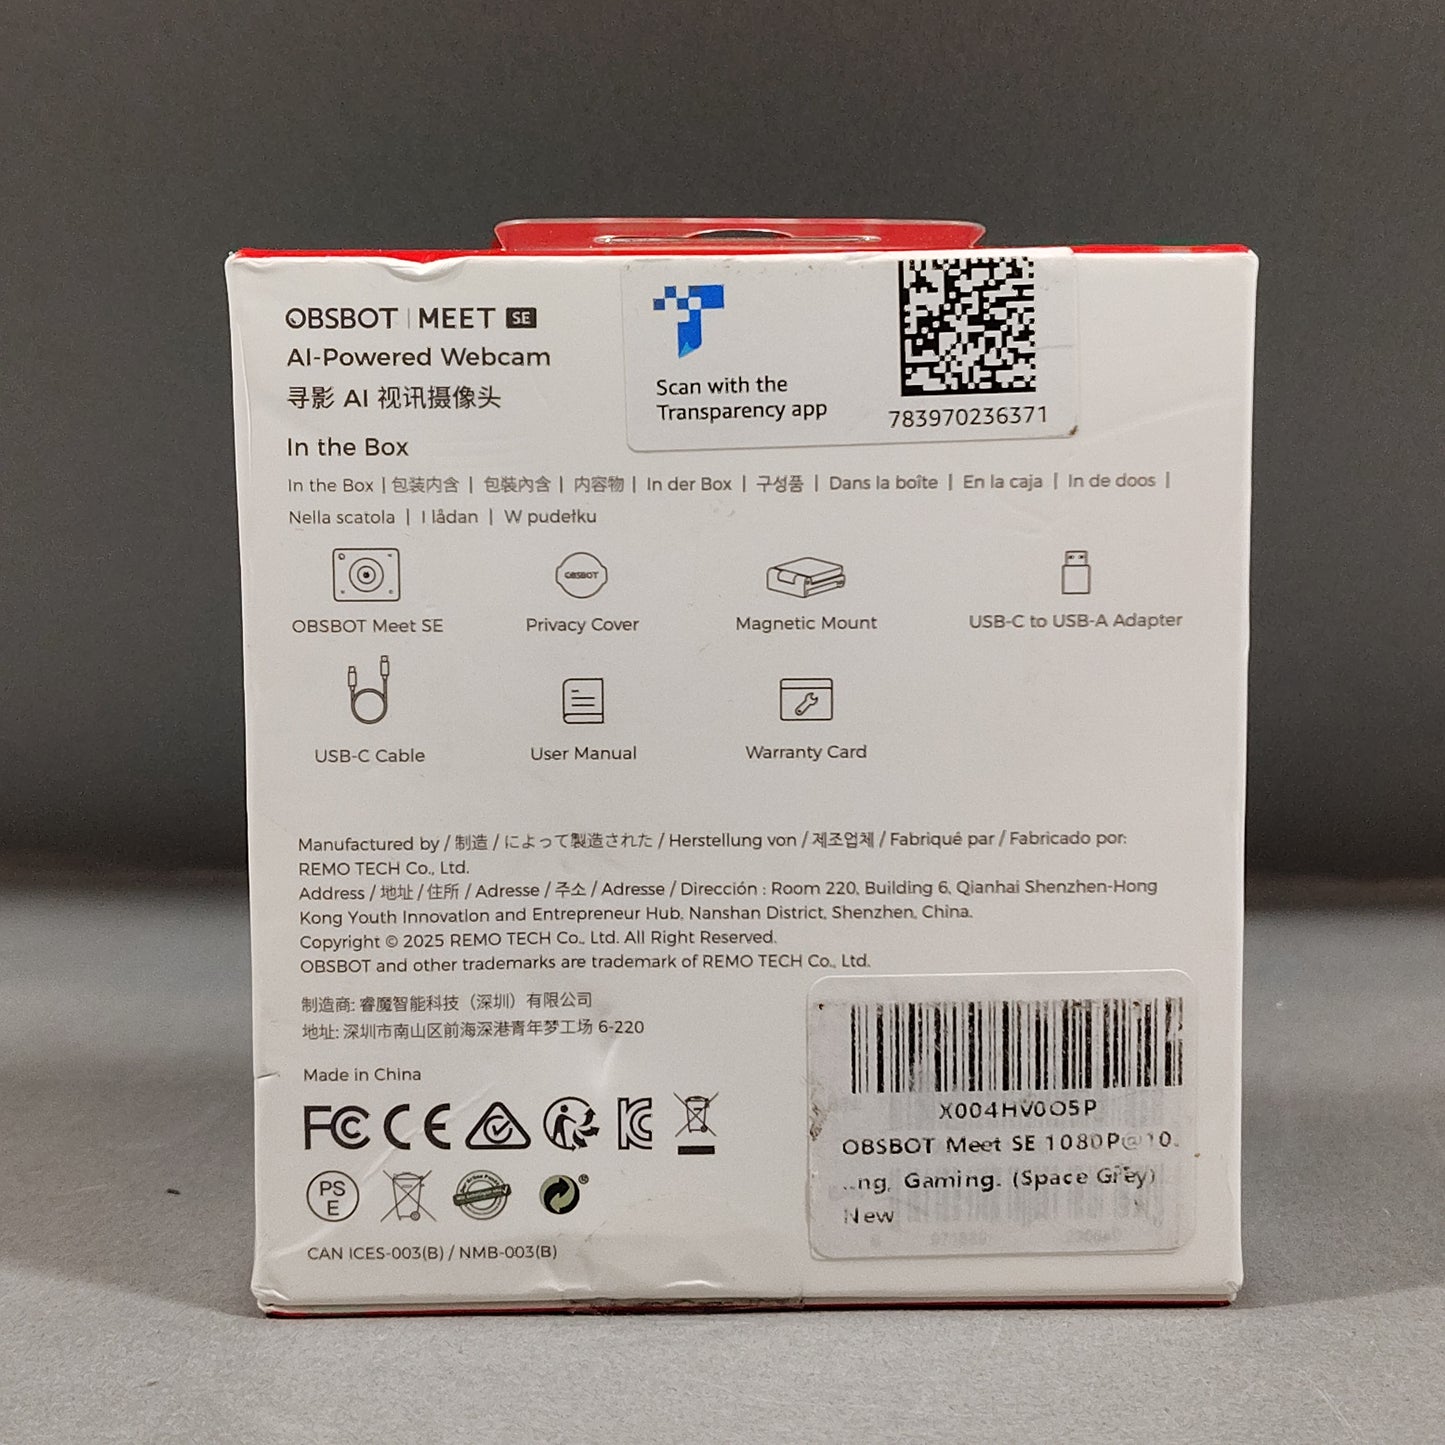 OBSBOT | MEET SE
AI-Powered Webcam
寻影 AI 视讯摄像头
Scan with the
Transparency app
783970236371
In the Box
In the Box | 包装内含 | 包裝內含 | 内容物 | In der Box | 구성품 | Dans la boîte | En la caja | In de doos |
Nella scatola | I lådan | W pudełku
OBSBOT
OBSBOT Meet SE
Privacy Cover
Magnetic Mount
USB-C to USB-A Adapter
USB-C Cable
User Manual
Warranty Card
Manufactured by / 制造 / によって製造された / Herstellung von / 제조업체 / Fabriqué par / Fabricado por:
REMO TECH Co., Ltd.
Address / 地址 / 住所 / Adresse / 주소 / Adresse / Dirección : Room 220, Building 6, Qianhai Shenzhen-Hong
Kong Youth Innovation and Entrepreneur Hub, Nanshan District, Shenzhen, China.
Copyright © 2025 REMO TECH Co., Ltd. All Right Reserved.
OBSBOT and other trademarks are trademark of REMO TECH Co., Ltd.
制造商: 睿魔智能科技（深圳）有限公司
地址: 深圳市南山区前海深港青年梦工场 6-220
Made in China
FC CE
PS
E
CAN ICES-003(B) / NMB-003(B)
X004HV0O5P
OBSBOT Meet SE 1080P@10.
...ng, Gaming. (Space Grey)
New